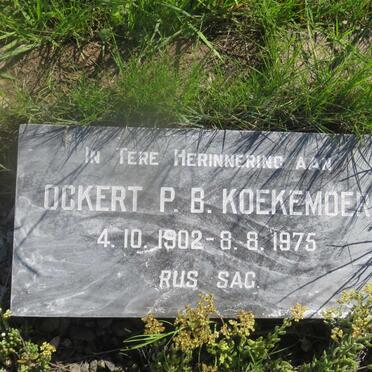 IN TERE HERINNERING AAN
OCKERT P. B. KOEKEMOER
4. 10. 1902 - 8. 8. 1975
RUS SAG.